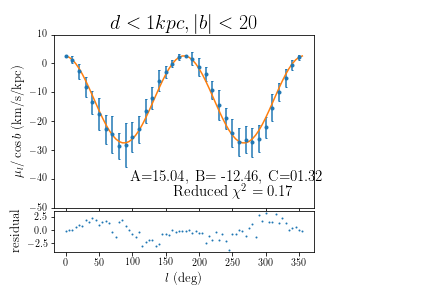 d < 1kpc, |b| < 20
μ_l / cos b (km/s/kpc)
10
0
−10
−20
−30
−40
−50
A=15.04, B= -12.46, C=01.32
Reduced χ² = 0.17
residual
2.5
0.0
−2.5
0 50 100 150 200 250 300 350
l (deg)